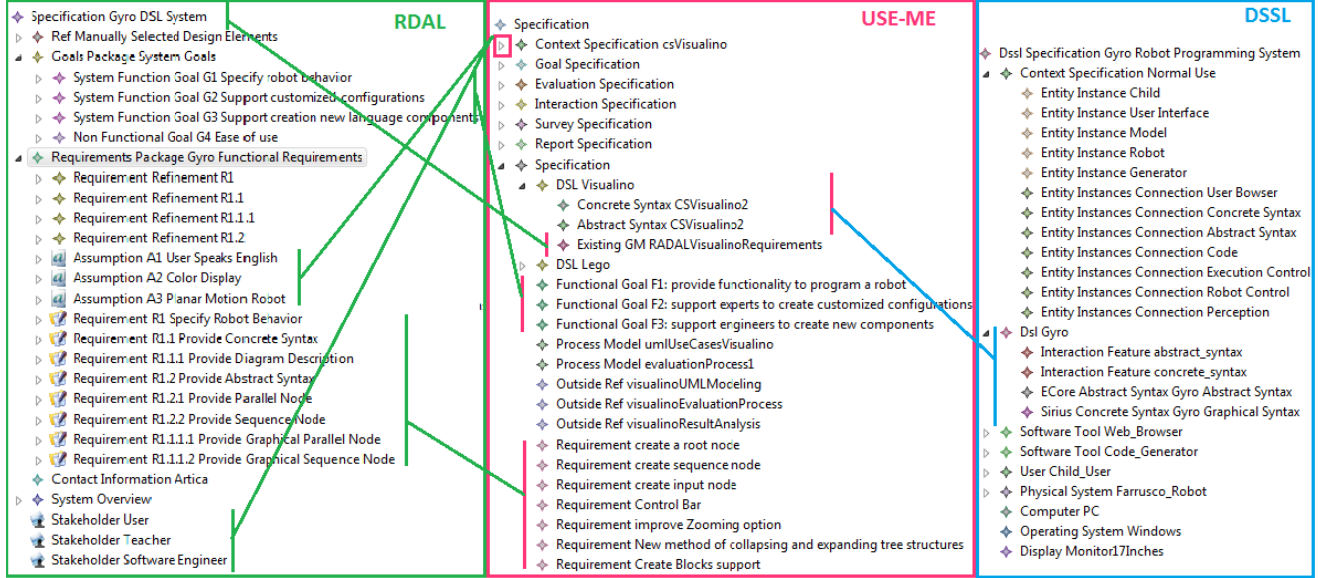 RDAL
Specification Gyro DSL System
Ref Manually Selected Design Elements
Goals Package System Goals
System Function Goal G1 Specify robot behavior
System Function Goal G2 Support customized configurations
System Function Goal G3 Support creation new language components
Non Functional Goal G4 Ease of use
Requirements Package Gyro Functional Requirements
Requirement Refinement R1
Requirement Refinement R1.1
Requirement Refinement R1.1.1
Requirement Refinement R1.2
Assumption A1 User Speaks English
Assumption A2 Color Display
Assumption A3 Planar Motion Robot
Requirement R1 Specify Robot Behavior
Requirement R1.1 Provide Concrete Syntax
Requirement R1.1.1 Provide Diagram Description
Requirement R1.2 Provide Abstract Syntax
Requirement R1.2.1 Provide Parallel Node
Requirement R1.2.2 Provide Sequence Node
Requirement R1.1.1.1 Provide Graphical Parallel Node
Requirement R1.1.1.2 Provide Graphical Sequence Node
Contact Information Artica
System Overview
Stakeholder User
Stakeholder Teacher
Stakeholder Software Engineer
USE-ME
Specification
Context Specification csVisualino
Goal Specification
Evaluation Specification
Interaction Specification
Survey Specification
Report Specification
Specification
DSL Visualino
Concrete Syntax CSVisualino2
Abstract Syntax CSVisualino2
Existing GM RADALVisualinoRequirements
DSL Lego
Functional Goal F1: provide functionality to program a robot
Functional Goal F2: support experts to create customized configurations
Functional Goal F3: support engineers to create new components
Process Model umlUseCasesVisualino
Process Model evaluationProcess1
Outside Ref visualinoUMLMoceling
Outside Ref visualinoEvaluationProcess
Outside Ref visualinoResultAnalysis
Requirement create a root node
Requirement create sequence node
Requirement create input node
Requirement Control Bar
Requirement improve Zooming option
Requirement New method of collapsing and expanding tree structures
Requirement Create Blocks support
DSSL
Dssl Specification Gyro Robot Programming System
Context Specification Normal Use
Entity Instance Child
Entity Instance User Interface
Entity Instance Model
Entity Instance Robot
Entity Instance Generator
Entity Instances Connection User Bowser
Entity Instances Connection Concrete Syntax
Entity Instances Connection Abstract Syntax
Entity Instances Connection Code
Entity Instances Connection Execution Control
Entity Instances Connection Robot Control
Entity Instances Connection Perception
Dsl Gyro
Interaction Feature abstract_syntax
Interaction Feature concrete_syntax
ECore Abstract Syntax Gyro Abstract Syntax
Sirius Concrete Syntax Gyro Graphical Syntax
Software Tool Web_Browser
Software Tool Code_Generator
User Child_User
Physical System Farrusco_Robot
Computer PC
Operating System Windows
Display Monitor17Inches